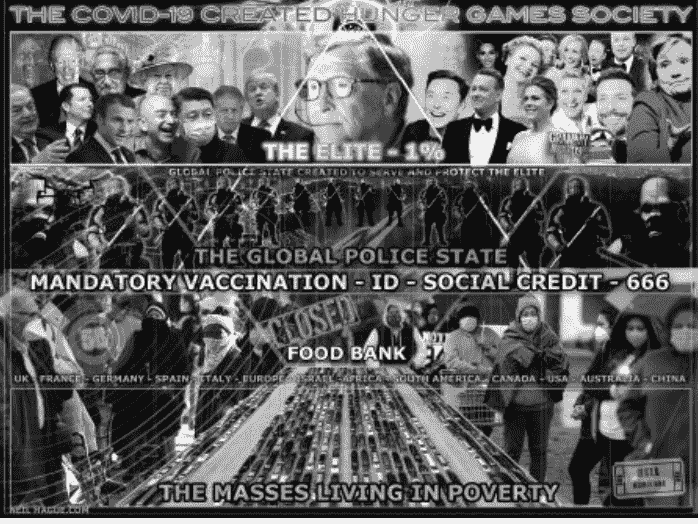 THE COVID-19 CREATED HUNGER GAMES SOCIETY
THE ELITE - 1%
GLOBAL POLICE STATE CREATED TO SERVE AND PROTECT THE ELITE
THE GLOBAL POLICE STATE
MANDATORY VACCINATION - ID - SOCIAL CREDIT - 666
CLOSED
FOOD BANK
UK - FRANCE - GERMANY - SPAIN - ITALY - EUROPE - ISRAEL - AFRICA - SOUTH AMERICA - CANADA - USA - AUSTRALIA - CHINA
THE MASSES LIVING IN POVERTY
NEIL HAGUE.COM